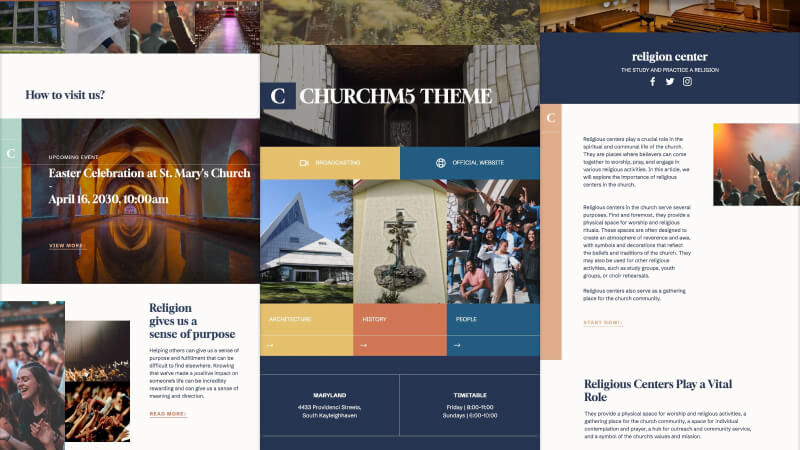 How to visit us?
C
UPCOMING EVENT
Easter Celebration at St. Mary's Church
-
April 16, 2030, 10:00am
VIEW MORE›
Religion
gives us a
sense of purpose
Helping others can give us a sense of
purpose and fulfilment that can be
difficult to find elsewhere. Knowing
that we've made a positive impact on
someone's life can be incredibly
rewarding and can give us a sense of
meaning and direction.
READ MORE›
C CHURCHM5 THEME
BROADCASTING
OFFICIAL WEBSITE
ARCHITECTURE
HISTORY
PEOPLE
→
→
→
MARYLAND
4433 Providenci Streets,
South Kayleighhaven
TIMETABLE
Friday | 8:00-11:00
Sundays | 6:00-10:00
religion center
THE STUDY AND PRACTICE A RELIGION
C
Religious centers play a crucial role in the
spiritual and communal life of the church.
They are places where believers can come
together to worship, pray, and engage in
various religious activities. In this article, we
will explore the importance of religious
centers in the church.
Religious centers in the church serve several
purposes. Find and foremost, they provide a
physical space for worship and religious
rituals. These spaces are often designed to
create an atmosphere of reverence and awe,
with symbols and decorations that reflect
the beliefs and traditions of the church. They
may also be used for other religious
activities, such as study groups, youth
groups, or choir rehearsals.
Religious centers also serve as a gathering
place for the church community.
START NOW!›
Religious Centers Play a Vital
Role
They provide a physical space for worship and religious activities, a
gathering place for the church community, a space for individual
contemplation and prayer, a hub for outreach and community service,
and a symbol of the church's values and mission.